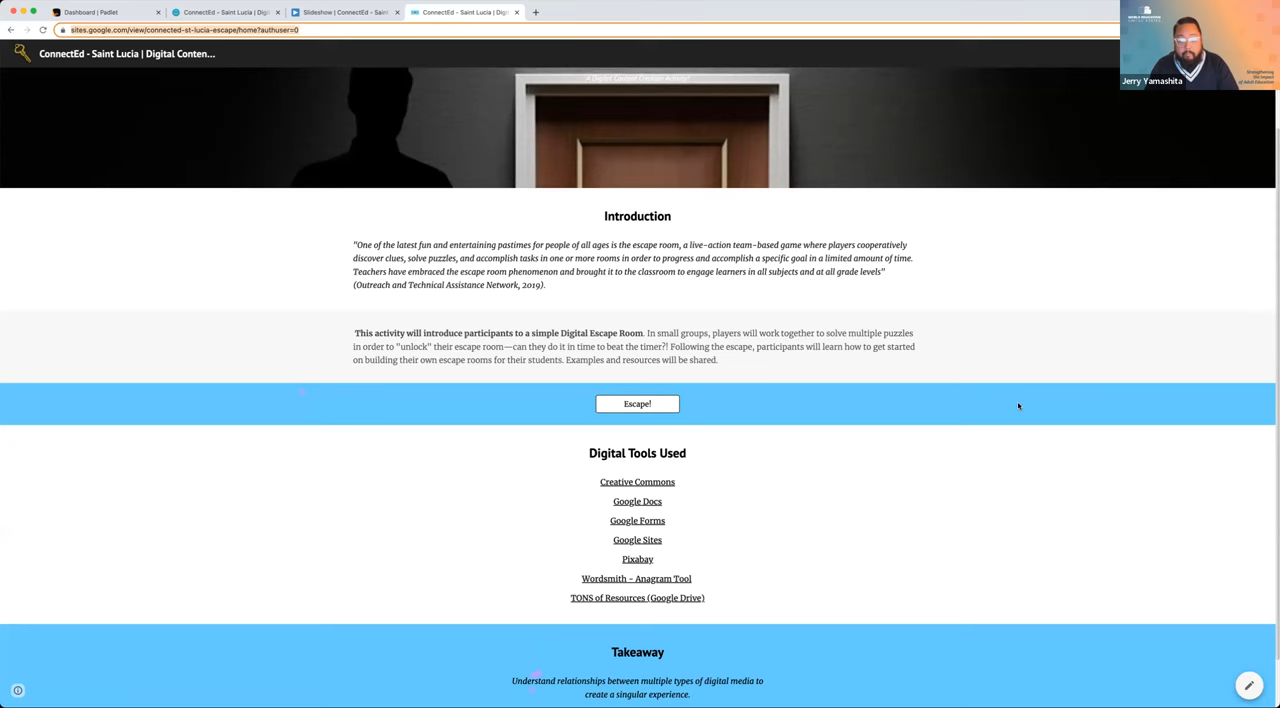 Dashboard | Padlet
ConnectEd - Saint Lucia | Digi
Slideshow | ConnectEd - Saint
ConnectEd - Saint Lucia | Digi
sites.google.com/view/connected-st-lucia-escape/home?authuser=0
ConnectEd - Saint Lucia | Digital Conten...
WORLD EDUCATION
Strengthening
the Impact
of Adult Education
Jerry Yamashita
A Digital Content Creation Activity!
Introduction
"One of the latest fun and entertaining pastimes for people of all ages is the escape room, a live-action team-based game where players cooperatively
discover clues, solve puzzles, and accomplish tasks in one or more rooms in order to progress and accomplish a specific goal in a limited amount of time.
Teachers have embraced the escape room phenomenon and brought it to the classroom to engage learners in all subjects and at all grade levels"
(Outreach and Technical Assistance Network, 2019).
This activity will introduce participants to a simple Digital Escape Room. In small groups, players will work together to solve multiple puzzles
in order to "unlock" their escape room—can they do it in time to beat the timer?! Following the escape, participants will learn how to get started
on building their own escape rooms for their students. Examples and resources will be shared.
Escape!
Digital Tools Used
Creative Commons
Google Docs
Google Forms
Google Sites
Pixabay
Wordsmith - Anagram Tool
TONS of Resources (Google Drive)
Takeaway
Understand relationships between multiple types of digital media to
create a singular experience.